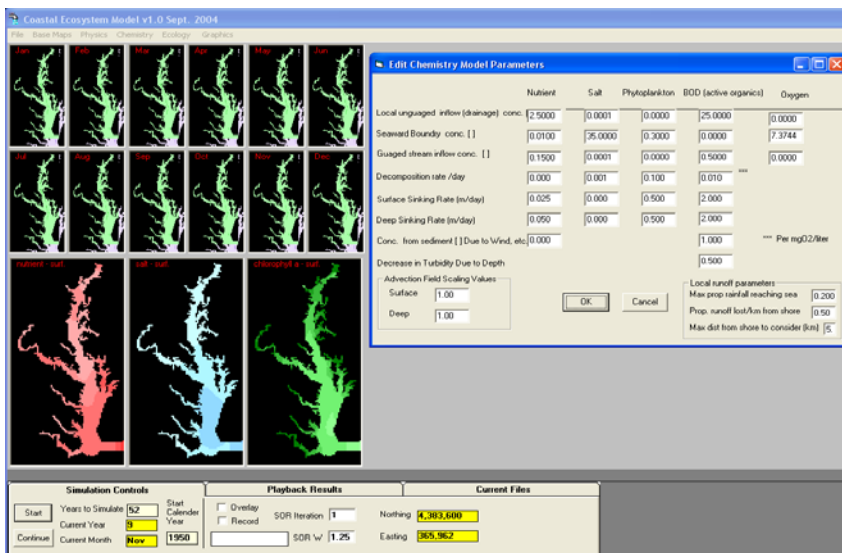 Coastal Ecosystem Model v1.0 Sept. 2004
File Base Maps Physics Chemistry Ecology Graphics
Jan Feb Mar Apr May Jun
Jul Aug Sep Oct Nov Dec
nutrient - surf. salt - surf. chlorophyll a - surf.
Edit Chemistry Model Parameters
Nutrient Salt Phytoplankton BOD (active organics) Oxygen
Local unguaged inflow (drainage) conc. [ 2.5000 0.0001 0.0000 25.0000 0.0000
Seaward Boundry conc. [ ] 0.0100 35.0000 0.3000 0.0000 7.3744
Guaged stream inflow conc. [ ] 0.1500 0.0001 0.0000 0.5000 0.0000
Decomposition rate /day 0.000 0.001 0.100 0.010 ***
Surface Sinking Rate (m/day) 0.025 0.000 0.500 2.000
Deep Sinking Rate (m/day) 0.050 0.000 0.500 2.000
Conc. from sediment [ ] Due to Wind, etc. 0.000 1.000 *** Per mgO2/liter
Decrease in Turbidity Due to Depth 0.500
Advection Field Scaling Values
Surface 1.00
Deep 1.00
OK Cancel
Local runoff parameters
Max prop rainfall reaching sea 0.200
Prop. runoff lost/km from shore 0.50
Max dist from shore to consider (km) 5.
Simulation Controls Playback Results Current Files
Start Continue
Years to Simulate 52
Current Year 9
Current Month Nov
Start Calender Year 1950
Overlay
Record
SOR Iteration 1
SOR W 1.25
Northing 4,383,600
Easting 365,962